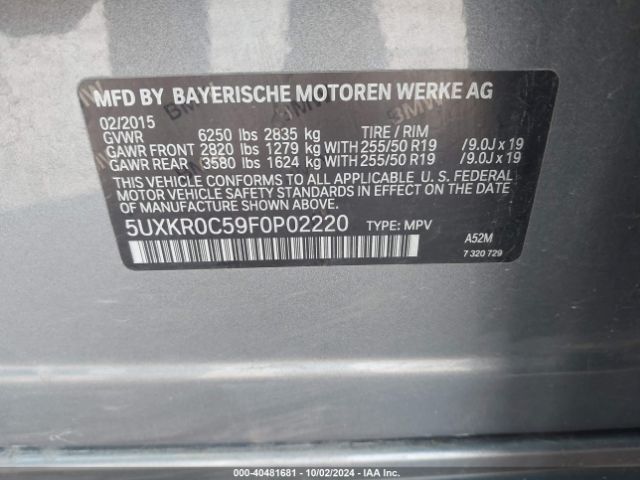 MFD BY BAYERISCHE MOTOREN WERKE AG
02/2015
GVWR 6250 lbs 2835 kg TIRE / RIM
GAWR FRONT 2820 lbs 1279 kg WITH 255/50 R19 / 9.0J x 19
GAWR REAR 3580 lbs 1624 kg WITH 255/50 R19 / 9.0J x 19
THIS VEHICLE CONFORMS TO ALL APPLICABLE U. S. FEDERAL
MOTOR VEHICLE SAFETY STANDARDS IN EFFECT ON THE DATE
OF MANUFACTURE SHOWN ABOVE.
5UXKR0C59F0P02220 TYPE: MPV
A52M
7 320 729
000-40481681 | 10/02/2024 | IAA Inc.